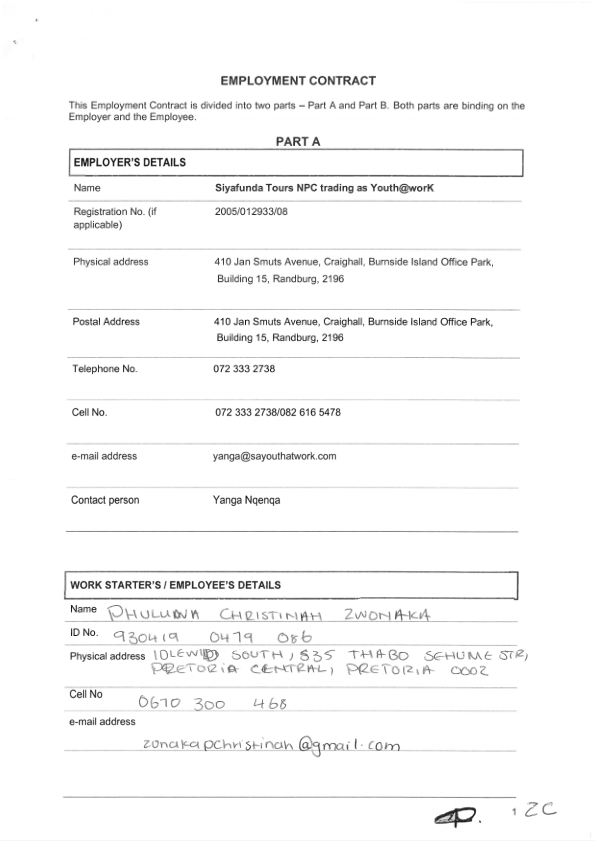 EMPLOYMENT CONTRACT
This Employment Contract is divided into two parts – Part A and Part B. Both parts are binding on the
Employer and the Employee.
PART A
EMPLOYER'S DETAILS
Name Siyafunda Tours NPC trading as Youth@worK
Registration No. (if 2005/012933/08
applicable)
Physical address 410 Jan Smuts Avenue, Craighall, Burnside Island Office Park,
Building 15, Randburg, 2196
Postal Address 410 Jan Smuts Avenue, Craighall, Burnside Island Office Park,
Building 15, Randburg, 2196
Telephone No. 072 333 2738
Cell No. 072 333 2738/082 616 5478
e-mail address yanga@sayouthatwork.com
Contact person Yanga Nqenqa
WORK STARTER'S / EMPLOYEE'S DETAILS
Name CHRISTINAH ZWONAKA
ID No. 930419 0479 086
Physical address SOUTH, 535 THABO SEHUME STR,
PRETORIA CENTRAL, PRETORIA 0002
Cell No 0670 300 468
e-mail address
zonakapchristinah@gmail.com
1 ZC